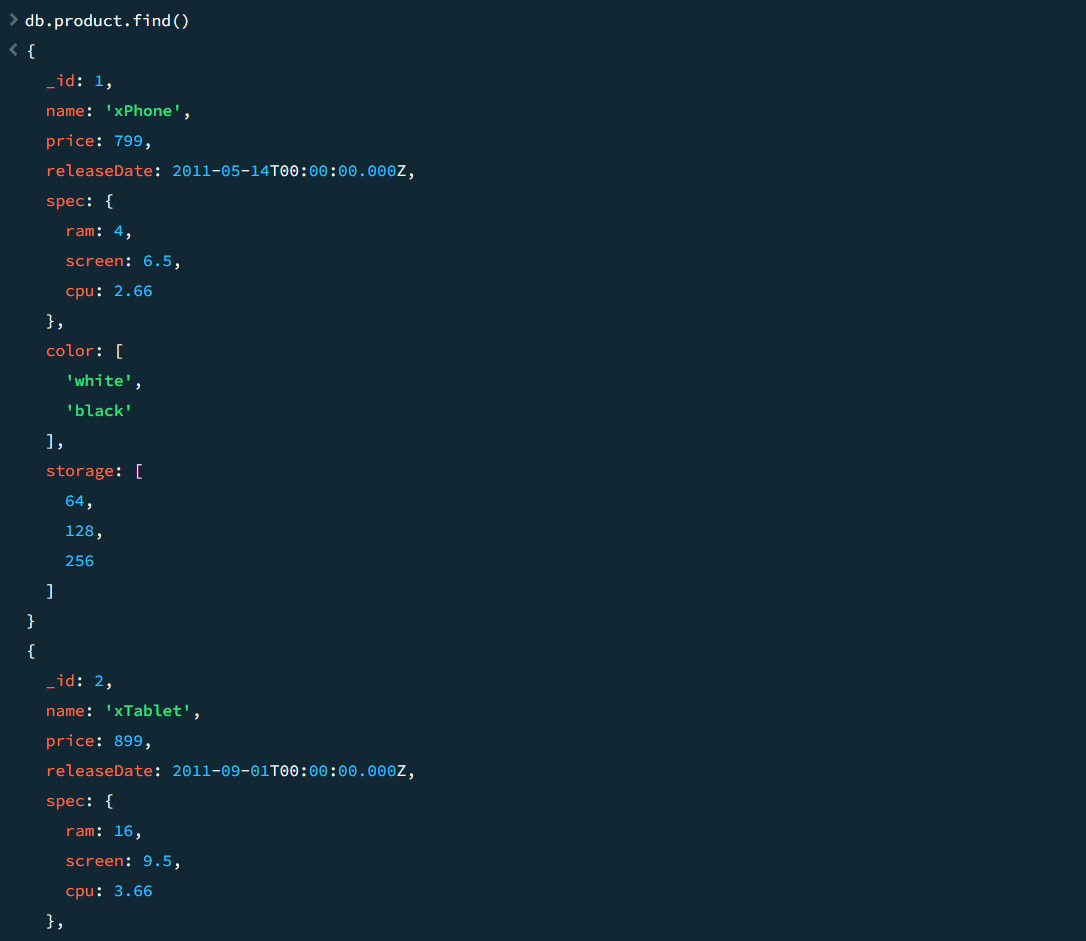 > db.product.find()
< {
_id: 1,
name: 'xPhone',
price: 799,
releaseDate: 2011-05-14T00:00:00.000Z,
spec: {
ram: 4,
screen: 6.5,
cpu: 2.66
},
color: [
'white',
'black'
],
storage: [
64,
128,
256
]
}
{
_id: 2,
name: 'xTablet',
price: 899,
releaseDate: 2011-09-01T00:00:00.000Z,
spec: {
ram: 16,
screen: 9.5,
cpu: 3.66
},